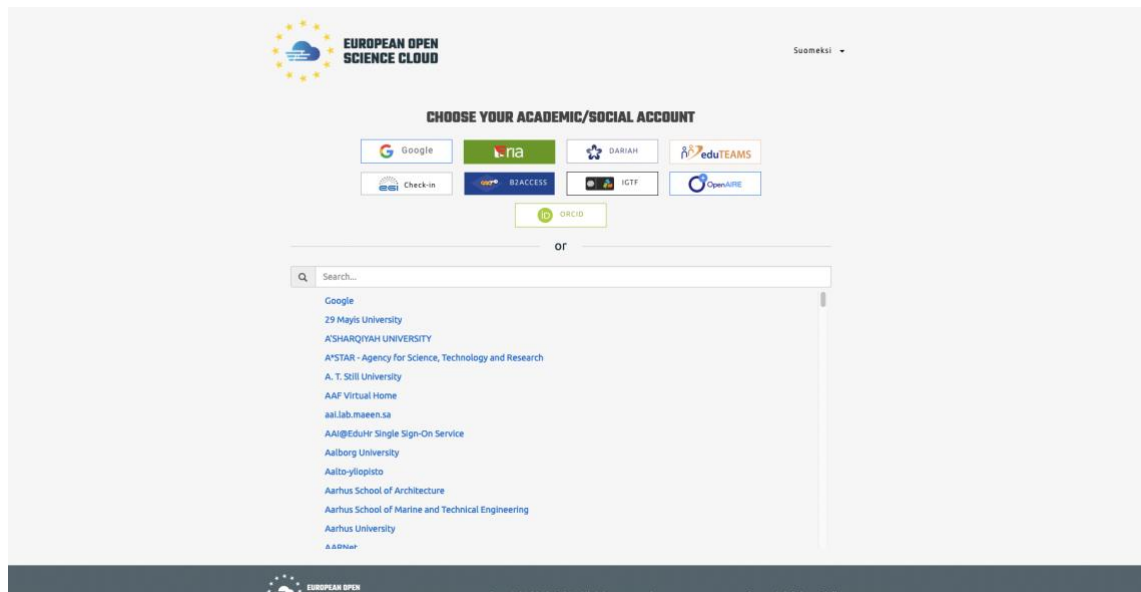 EUROPEAN OPEN
SCIENCE CLOUD
Suomeksi
CHOOSE YOUR ACADEMIC/SOCIAL ACCOUNT
Google
ria
DARIAH
eduTEAMS
Check-in
B2ACCESS
IGTF
OpenAIRE
iD ORCID
or
Search...
Google
29 Mayis University
A'SHARQIYAH UNIVERSITY
A*STAR - Agency for Science, Technology and Research
A. T. Still University
AAF Virtual Home
aai.lab.maeen.sa
AAI@EduHr Single Sign-On Service
Aalborg University
Aalto-yliopisto
Aarhus School of Architecture
Aarhus School of Marine and Technical Engineering
Aarhus University
AARNet
EUROPEAN OPEN